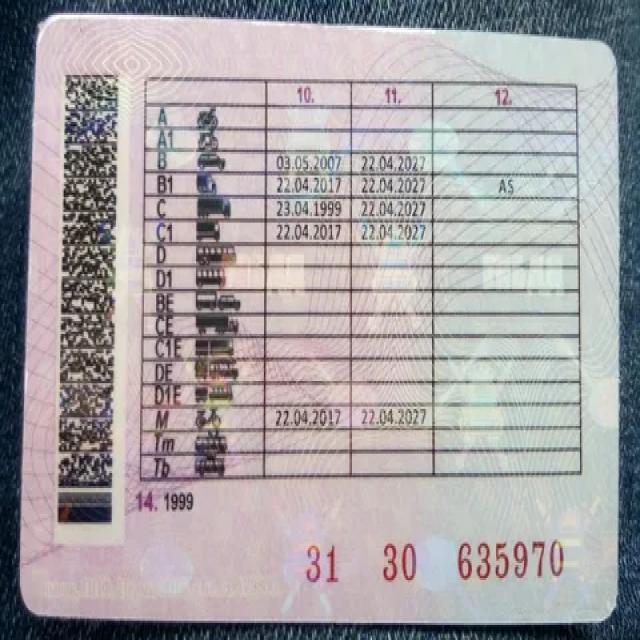 10. 11. 12.
A
A1
B 03.05.2007 22.04.2027
B1 22.04.2017 22.04.2027 AS
C 23.04.1999 22.04.2027
C1 22.04.2017 22.04.2027
D
D1
BE
CE
C1E
DE
D1E
M 22.04.2017 22.04.2027
Tm
Tb
14. 1999
31 30 635970